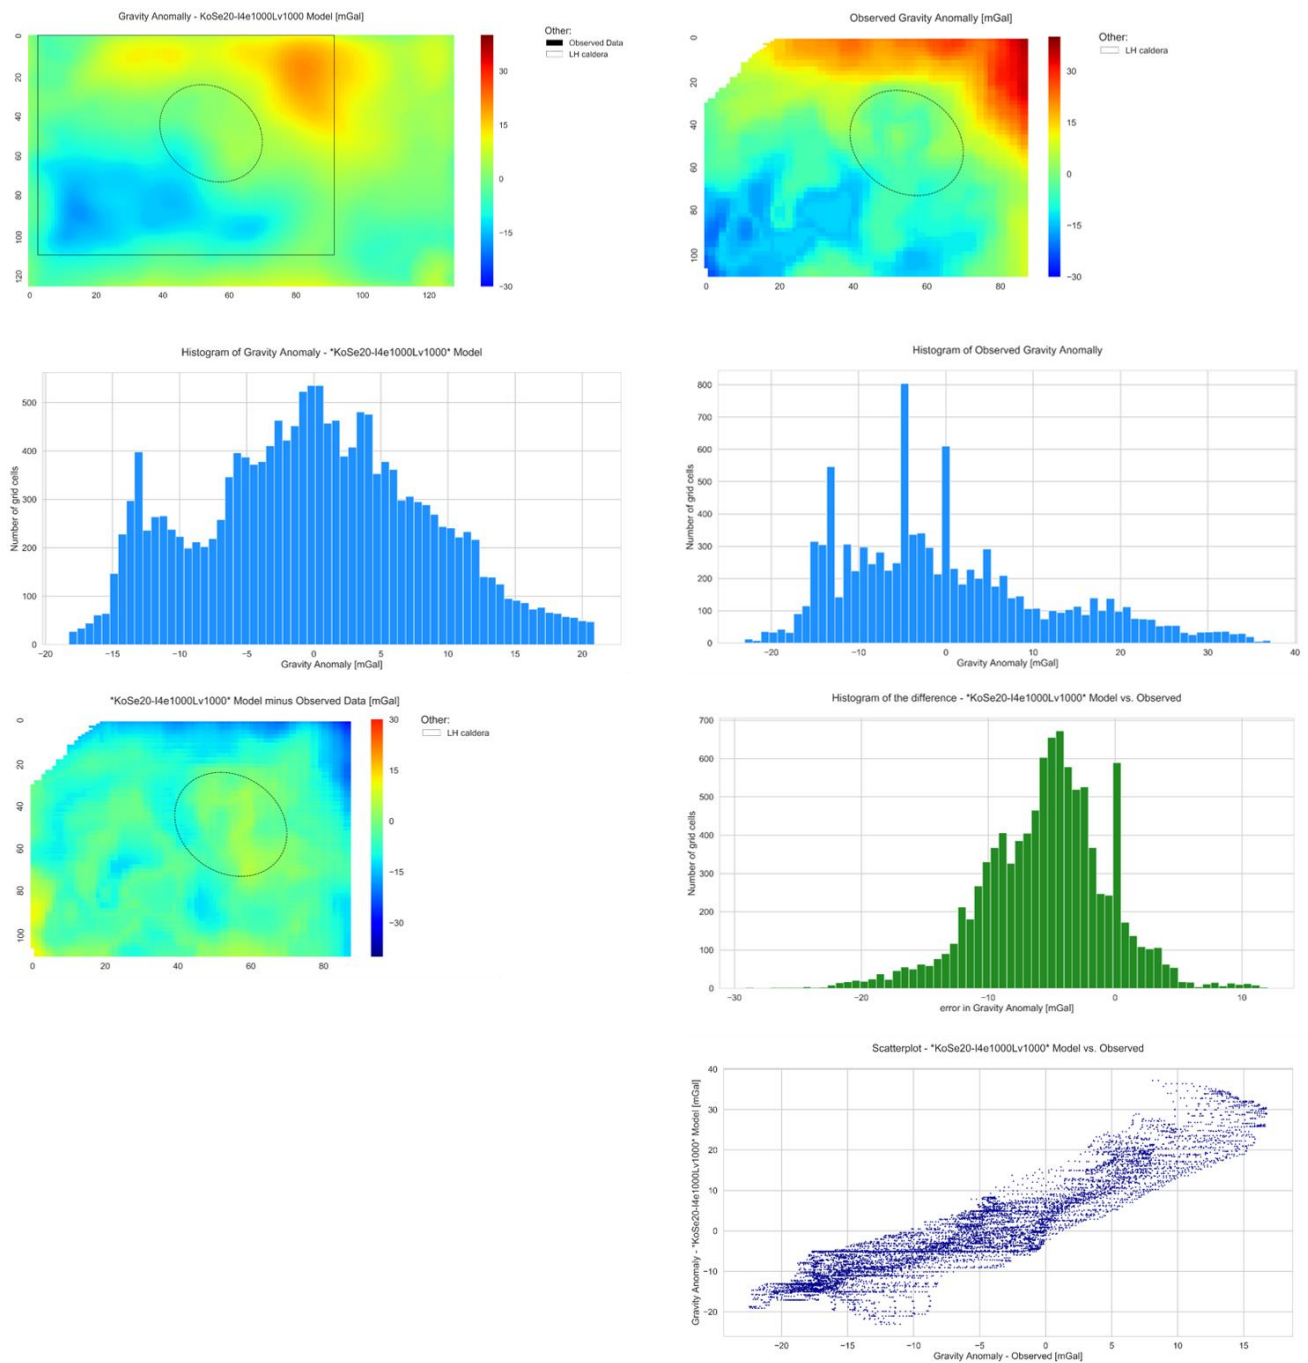 Gravity Anomally - KoSe20-I4e1000Lv1000 Model [mGal]
0
20
40
60
80
100
120
0 20 40 60 80 100 120
30
15
0
−15
−30
Other:
Observed Data
LH caldera
Observed Gravity Anomally [mGal]
0
20
40
60
80
100
0 20 40 60 80
30
15
0
−15
−30
Other:
LH caldera
Histogram of Gravity Anomaly - *KoSe20-I4e1000Lv1000* Model
Number of grid cells
500
400
300
200
100
0
−20 −15 −10 −5 0 5 10 15 20
Gravity Anomaly [mGal]
Histogram of Observed Gravity Anomally
Number of grid cells
800
700
600
500
400
300
200
100
0
−20 −10 0 10 20 30 40
Gravity Anomaly [mGal]
*KoSe20-I4e1000Lv1000* Model minus Observed Data [mGal]
0
20
40
60
80
100
0 20 40 60 80
30
15
0
−15
−30
Other:
LH caldera
Histogram of the difference - *KoSe20-I4e1000Lv1000* Model vs. Observed
Number of grid cells
700
600
500
400
300
200
100
0
−30 −20 −10 0 10
error in Gravity Anomaly [mGal]
Scatterplot - *KoSe20-I4e1000Lv1000* Model vs. Observed
Gravity Anomaly - *KoSe20-I4e1000Lv1000* Model [mGal]
40
30
20
10
0
−10
−20
−20 −15 −10 −5 0 5 10 15
Gravity Anomaly - Observed [mGal]